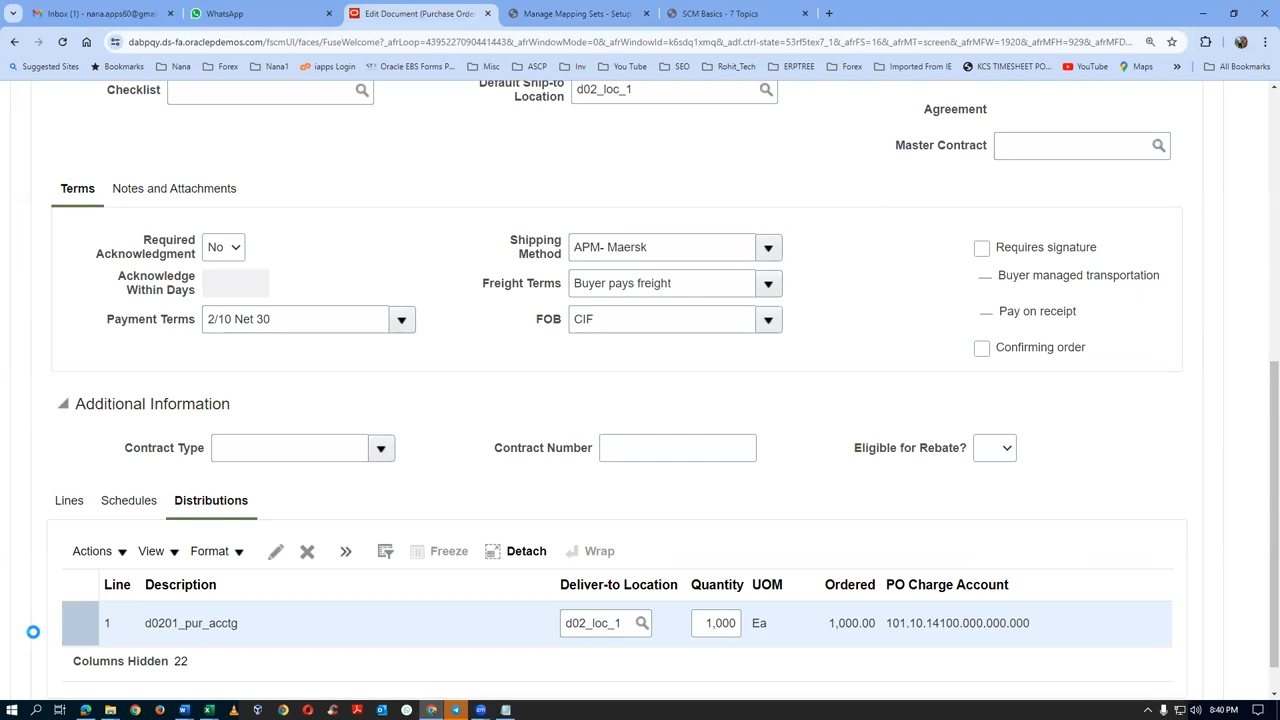 Inbox (1) - nana.apps60@gmail.c
WhatsApp
Edit Document (Purchase Orde
Manage Mapping Sets - Setup
SCM Basics - 7 Topics
dabpqy.ds-fa.oraclepdemos.com/fscmUI/faces/FuseWelcome?_afrLoop=4395227090441443&_afrWindowMode=0&_afrWindowId=k6sdq1xmq&_adf.ctrl-state=53rf5tex7_1&_afrFS=16&_afrMT=screen&_afrMFW=1920&_afrMFH=929&_afrMFD...
Suggested Sites Bookmarks Nana Forex Nana1 iapps Login Oracle EBS Forms P... Misc ASCP Inv You Tube SEO Rohit_Tech ERPTREE Forex Imported From IE KCS TIMESHEET PO... YouTube Maps » All Bookmarks
Checklist
Default Ship-to Location d02_loc_1
Agreement
Master Contract
Terms Notes and Attachments
Required Acknowledgment No
Shipping Method APM- Maersk
Requires signature
Acknowledge Within Days
Freight Terms Buyer pays freight
Buyer managed transportation
Payment Terms 2/10 Net 30
FOB CIF
Pay on receipt
Confirming order
Additional Information
Contract Type Contract Number Eligible for Rebate?
Lines Schedules Distributions
Actions View Format » Freeze Detach Wrap
Line Description Deliver-to Location Quantity UOM Ordered PO Charge Account
1 d0201_pur_acctg d02_loc_1 1,000 Ea 1,000.00 101.10.14100.000.000.000
Columns Hidden 22
8:40 PM